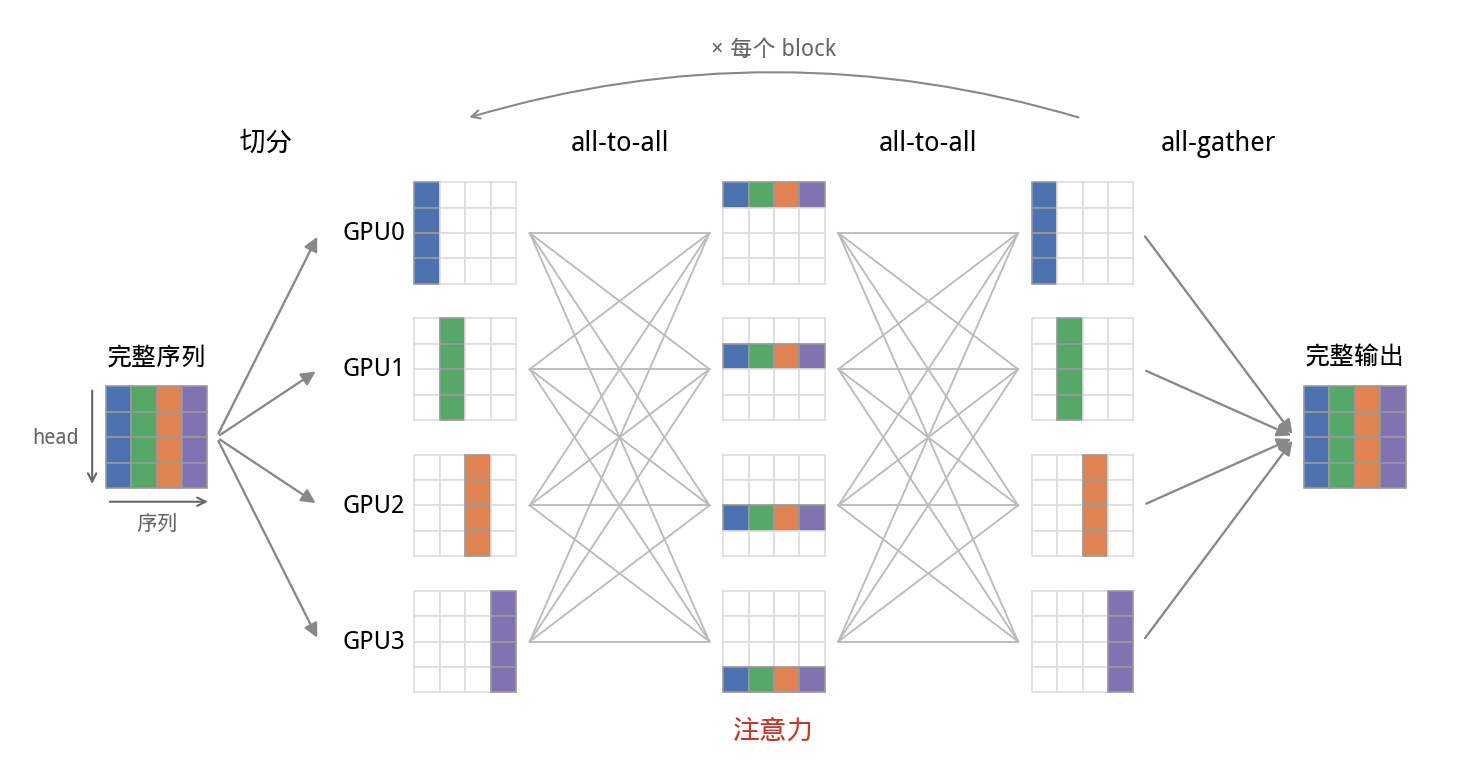 × 每个 block
切分
all-to-all
all-to-all
all-gather
GPU0
GPU1
GPU2
GPU3
完整序列
head
序列
完整输出
注意力